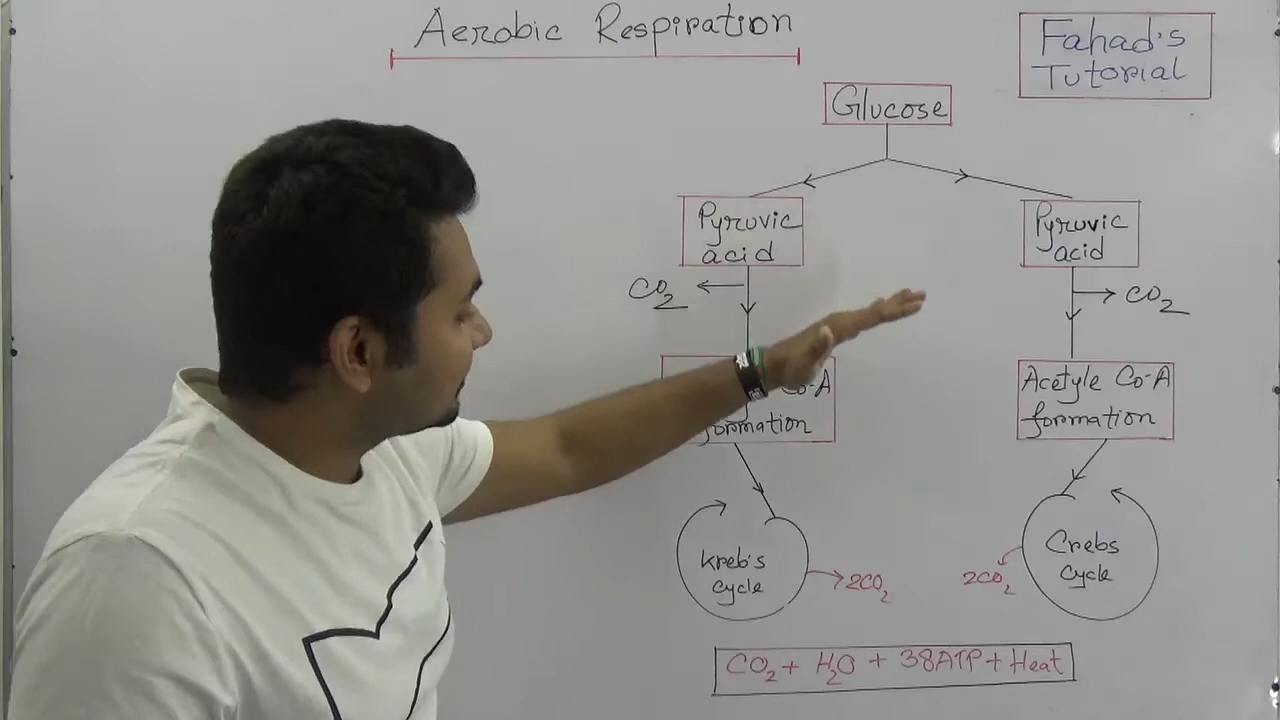 Aerobic Respiration
Fahad's
Tutorial
Glucose
Pyruvic
acid
Pyruvic
acid
CO2
CO2
Co-A
formation
Acetyle Co-A
formation
Kreb's
cycle
2CO2
Crebs
Cycle
2CO2
CO2 + H2O + 38ATP + Heat